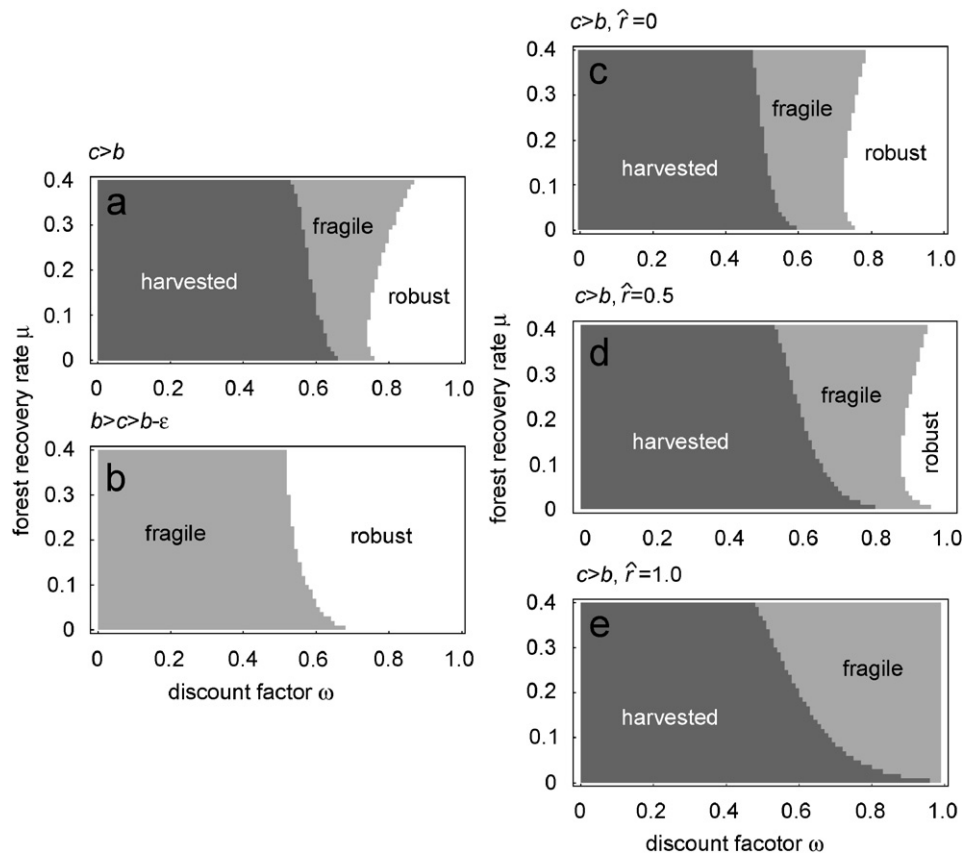 c>b
a
fragile
harvested
robust
0.4
0.3
0.2
0.1
0
0 0.2 0.4 0.6 0.8 1.0
b>c>b-ε
b
fragile
robust
0.4
0.3
0.2
0.1
0
0 0.2 0.4 0.6 0.8 1.0
forest recovery rate μ
discount factor ω
c>b, r̂=0
c
fragile
harvested
robust
0.4
0.3
0.2
0.1
0
0 0.2 0.4 0.6 0.8 1.0
c>b, r̂=0.5
d
fragile
harvested
robust
0.4
0.3
0.2
0.1
0
0 0.2 0.4 0.6 0.8 1.0
c>b, r̂=1.0
e
fragile
harvested
0.4
0.3
0.2
0.1
0
0 0.2 0.4 0.6 0.8 1.0
forest recovery rate μ
discount facotor ω